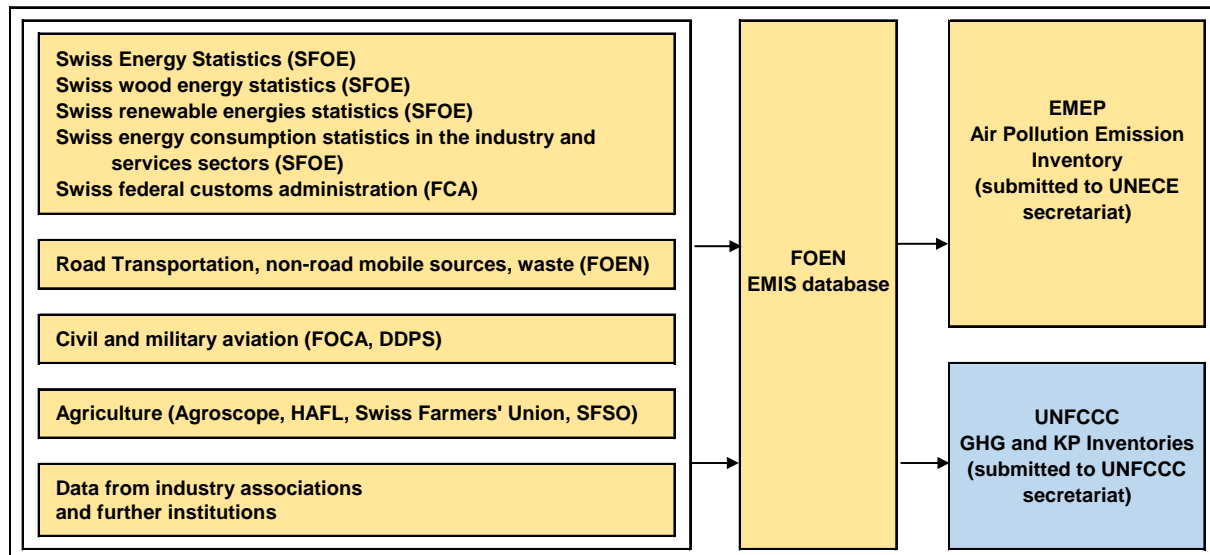 Swiss Energy Statistics (SFOE)
Swiss wood energy statistics (SFOE)
Swiss renewable energies statistics (SFOE)
Swiss energy consumption statistics in the industry and
services sectors (SFOE)
Swiss federal customs administration (FCA)
Road Transportation, non-road mobile sources, waste (FOEN)
Civil and military aviation (FOCA, DDPS)
Agriculture (Agroscope, HAFL, Swiss Farmers' Union, SFSO)
Data from industry associations
and further institutions
FOEN
EMIS database
EMEP
Air Pollution Emission
Inventory
(submitted to UNECE
secretariat)
UNFCCC
GHG and KP Inventories
(submitted to UNFCCC
secretariat)